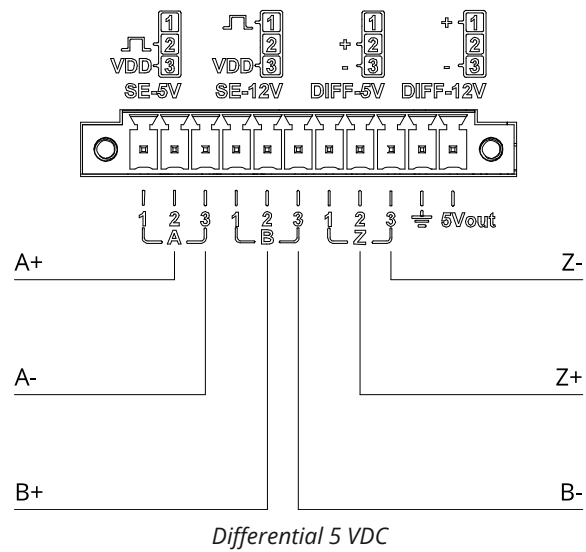 1 1 + 1 + 1
2 2 + 2 2
VDD 3 VDD 3 - 3 - 3
SE-5V SE-12V DIFF-5V DIFF-12V
1 2 3 1 2 3 1 2 3 5Vout
A B Z
A+ Z-
A- Z+
B+ B-
Differential 5 VDC